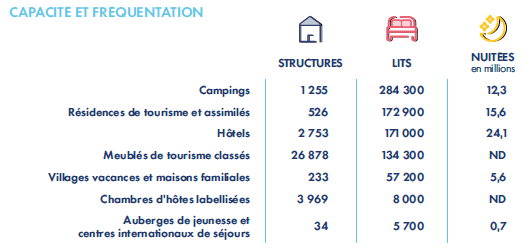 CAPACITE ET FREQUENTATION
STRUCTURES LITS NUITÉES
en millions
Campings 1 255 284 300 12,3
Résidences de tourisme et assimilés 526 172 900 15,6
Hôtels 2 753 171 000 24,1
Meublés de tourisme classés 26 878 134 300 ND
Villages vacances et maisons familiales 233 57 200 5,6
Chambres d'hôtes labellisées 3 969 8 000 ND
Auberges de jeunesse et
centres internationaux de séjours 34 5 700 0,7